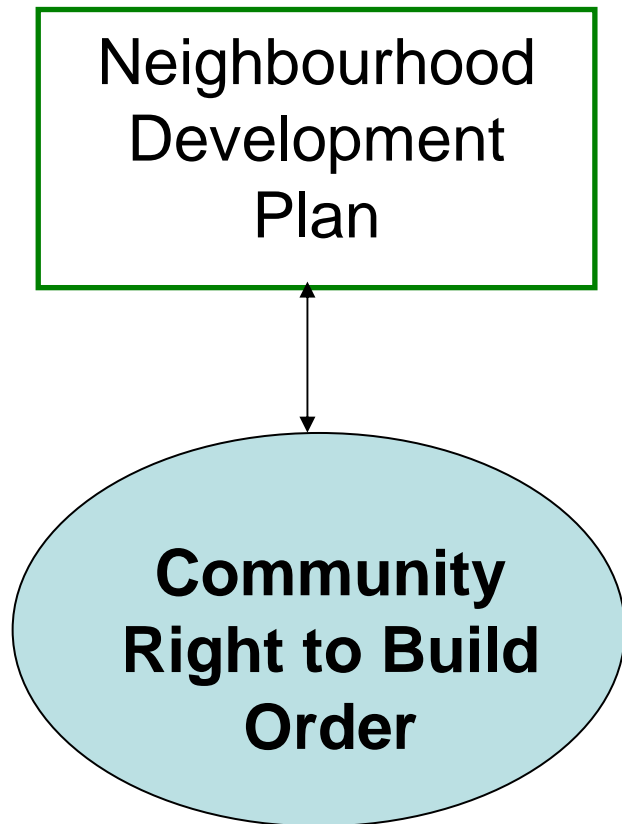 Neighbourhood
Development
Plan
Community
Right to Build
Order